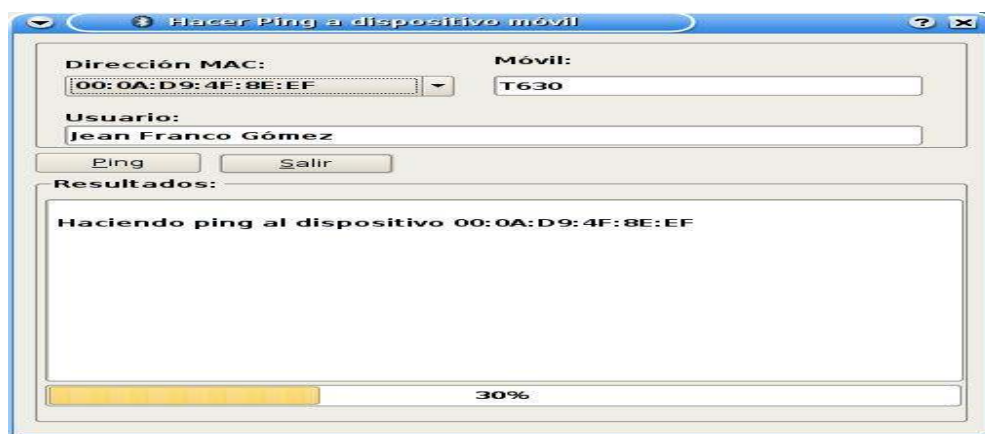 Hacer Ping a dispositivo móvil
Dirección MAC:
Móvil:
00:0A:D9:4F:8E:EF
T630
Usuario:
Jean Franco Gómez
Ping
Salir
Resultados:
Haciendo ping al dispositivo 00:0A:D9:4F:8E:EF
30%